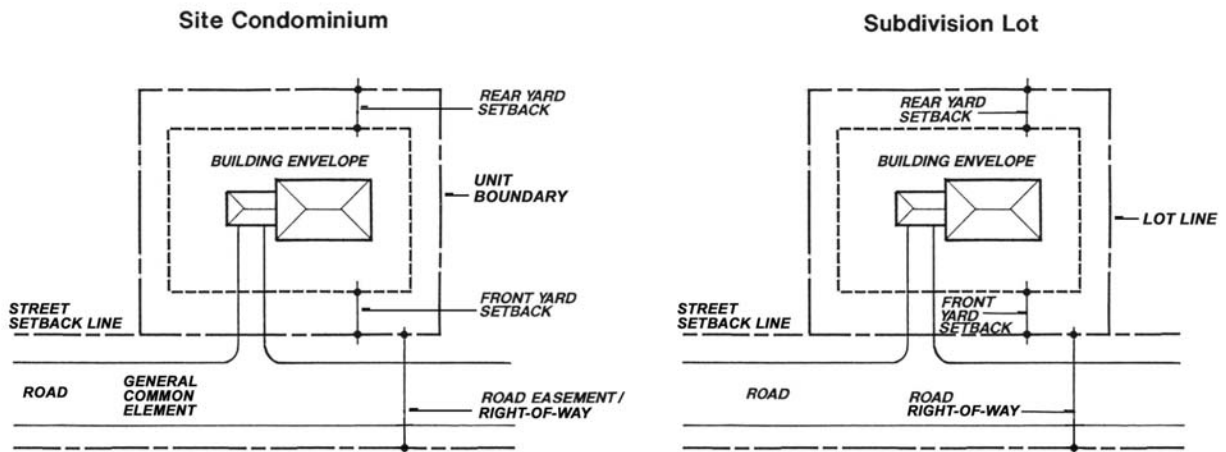 Site Condominium
REAR YARD
SETBACK
BUILDING ENVELOPE
UNIT
BOUNDARY
STREET
SETBACK LINE
FRONT YARD
SETBACK
ROAD
GENERAL
COMMON
ELEMENT
ROAD EASEMENT /
RIGHT-OF-WAY
Subdivision Lot
REAR YARD
SETBACK
BUILDING ENVELOPE
LOT LINE
STREET
SETBACK LINE
FRONT
YARD
SETBACK
ROAD
ROAD
RIGHT-OF-WAY